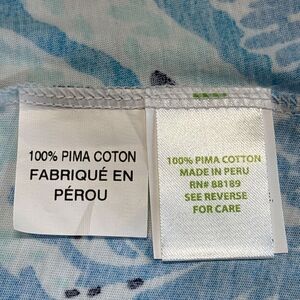 100% PIMA COTON
FABRIQUÉ EN
PÉROU
100% PIMA COTTON
MADE IN PERU
RN# 88189
SEE REVERSE
FOR CARE